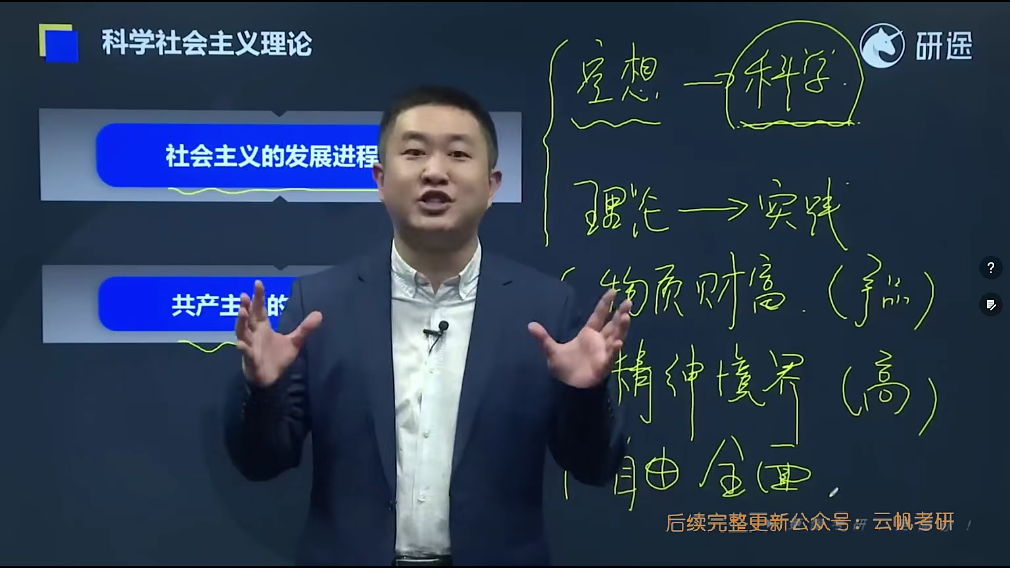 科学社会主义理论
研途
社会主义的发展进程
共产主 的
空想 → 科学
理论 → 实践
物质财富（产品）
精神境界（高）
自由全面
后续完整更新公众号：云帆考研
?